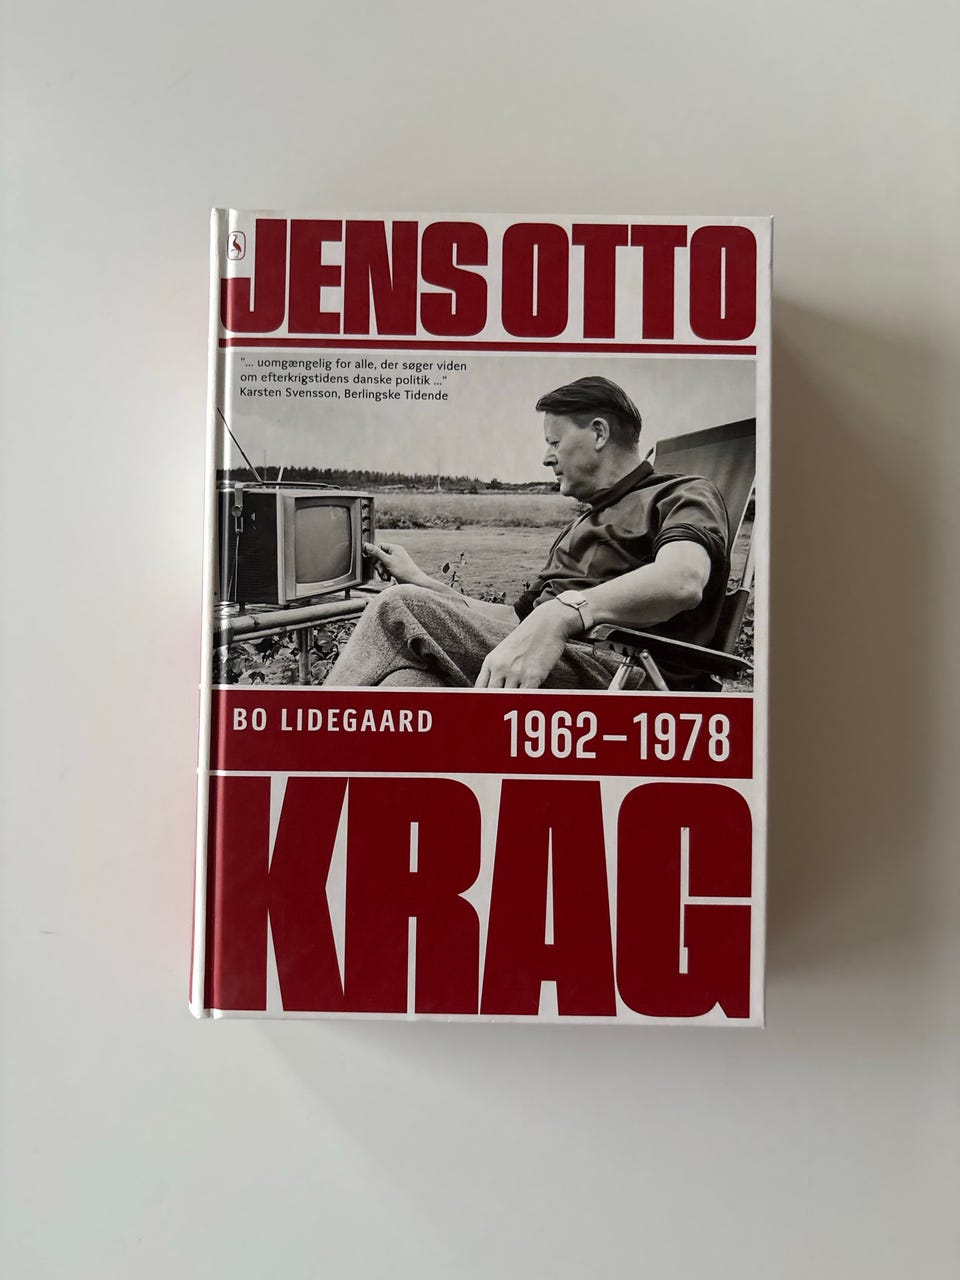 JENS OTTO
"... uomgængelig for alle, der søger viden
om efterkrigstidens danske politik ..."
Karsten Svensson, Berlingske Tidende
BO LIDEGAARD
1962–1978
KRAG